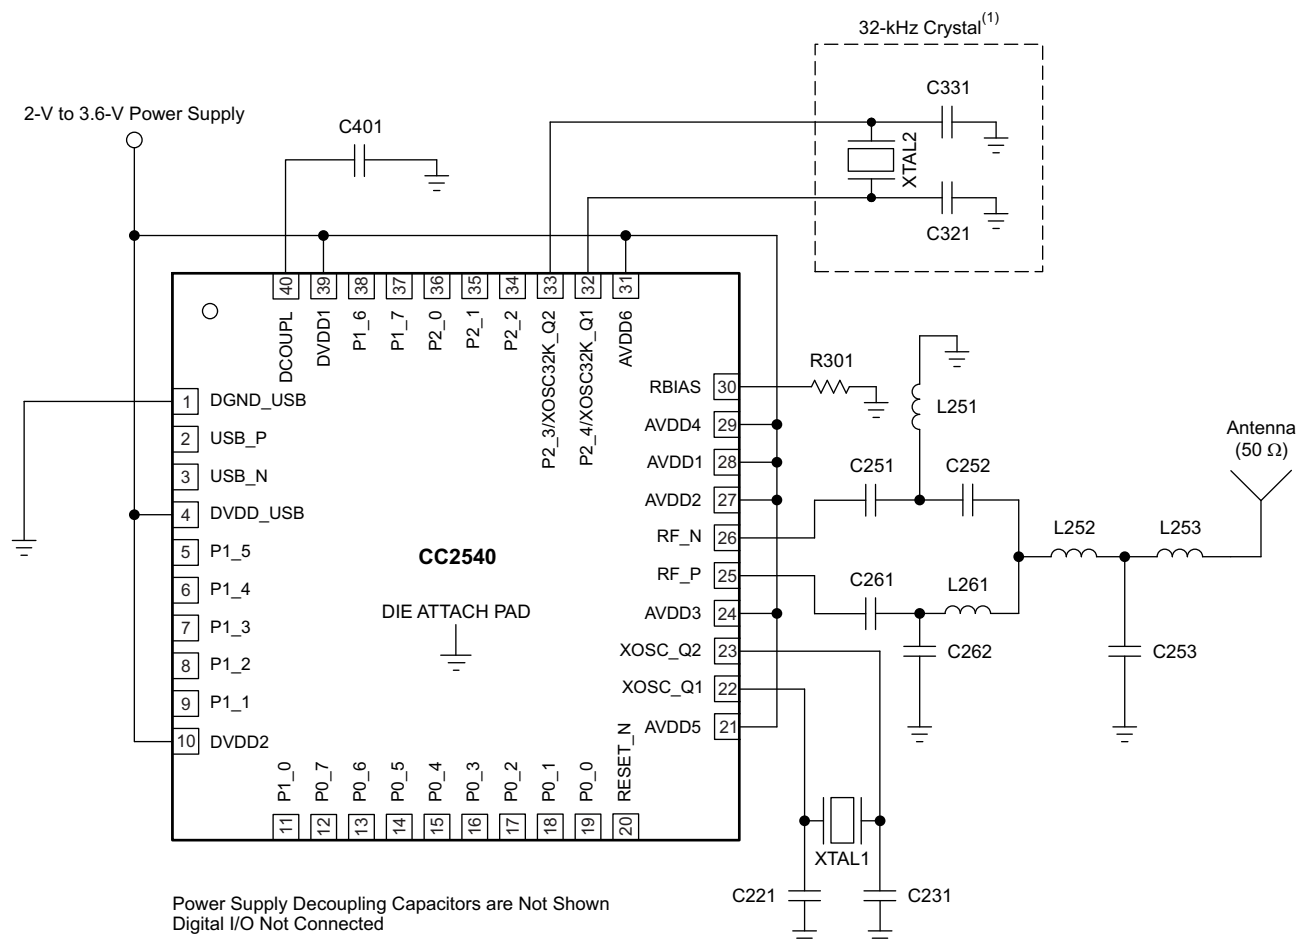 32-kHz Crystal(1)
2-V to 3.6-V Power Supply
C401
C331
XTAL2
C321
40 39 38 37 36 35 34 33 32 31
DCOUPL
DVDD1
P1_6
P1_7
P2_0
P2_1
P2_2
P2_3/XOSC32K_Q2
P2_4/XOSC32K_Q1
AVDD6
1 DGND_USB
2 USB_P
3 USB_N
4 DVDD_USB
5 P1_5
6 P1_4
7 P1_3
8 P1_2
9 P1_1
10 DVDD2
CC2540
DIE ATTACH PAD
RBIAS 30
AVDD4 29
AVDD1 28
AVDD2 27
RF_N 26
RF_P 25
AVDD3 24
XOSC_Q2 23
XOSC_Q1 22
AVDD5 21
R301
L251
C251
C252
C261
L261
C262
L252
L253
C253
Antenna
(50 Ω)
P1_0
P0_7
P0_6
P0_5
P0_4
P0_3
P0_2
P0_1
P0_0
RESET_N
11 12 13 14 15 16 17 18 19 20
XTAL1
C221
C231
Power Supply Decoupling Capacitors are Not Shown
Digital I/O Not Connected